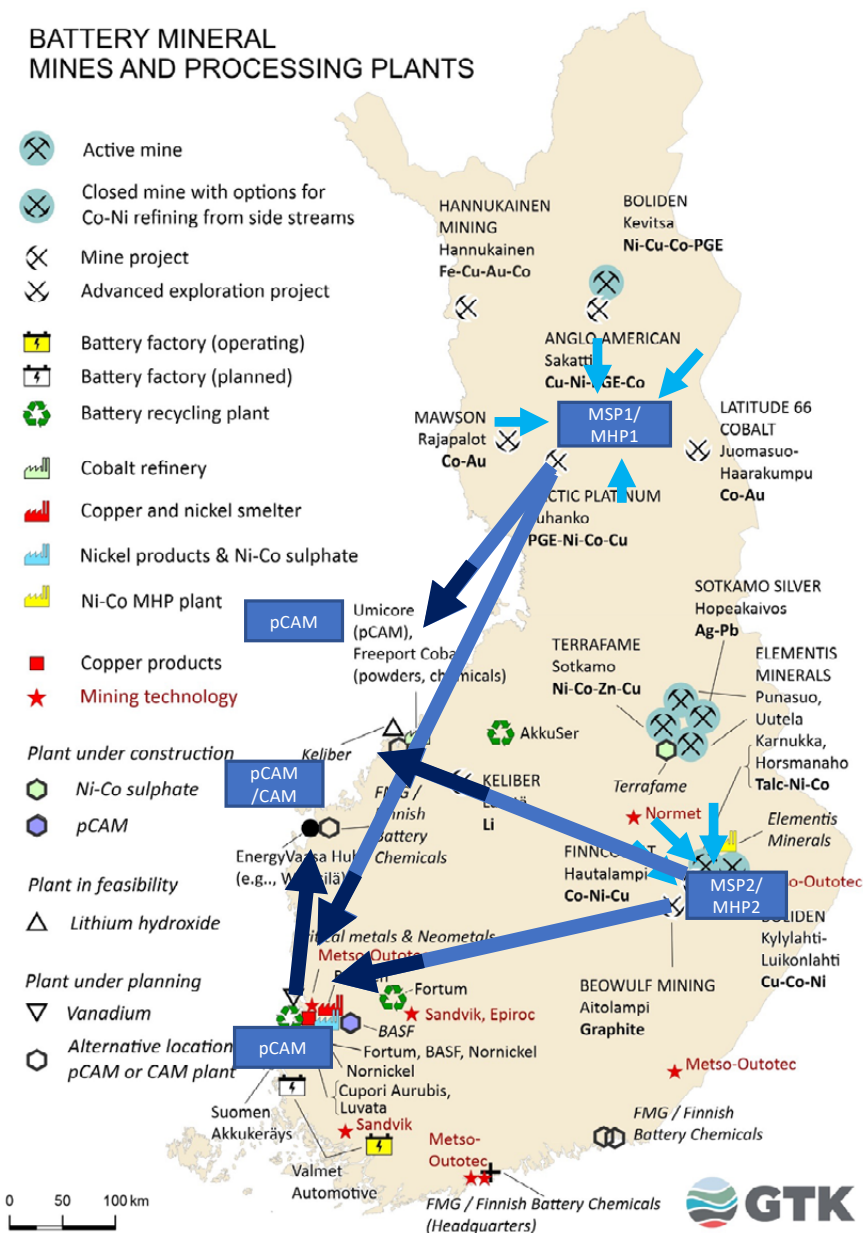 BATTERY MINERAL
MINES AND PROCESSING PLANTS
Active mine
Closed mine with options for
Co-Ni refining from side streams
Mine project
Advanced exploration project
Battery factory (operating)
Battery factory (planned)
Battery recycling plant
Cobalt refinery
Copper and nickel smelter
Nickel products & Ni-Co sulphate
Ni-Co MHP plant
Copper products
Mining technology
Plant under construction
Ni-Co sulphate
pCAM
Plant in feasibility
Lithium hydroxide
Plant under planning
Vanadium
Alternative location
pCAM or CAM plant
0 50 100 km
HANNUKAINEN
MINING
Hannukainen
Fe-Cu-Au-Co
BOLIDEN
Kevitsa
Ni-Cu-Co-PGE
ANGLO AMERICAN
Sakatti
Cu-Ni-PGE-Co
MSP1/
MHP1
MAWSON
Rajapalot
Co-Au
LATITUDE 66
COBALT
Juomasuo-
Haarakumpu
Co-Au
PLATINUM
PGE-Ni-Co-Cu
pCAM
Umicore
(pCAM),
Freeport
(powders, chemicals)
SOTKAMO SILVER
Hopeakaivos
Ag-Pb
TERRAFAME
Sotkamo
Ni-Co-Zn-Cu
ELEMENTIS
MINERALS
Punasuo,
Uutela
Karnukka,
Horsmanaho
Talc-Ni-Co
Keliber
AkkuSer
Terrafame
pCAM
/CAM
KELIBER
Li
FMG /
Finnish
Battery
Chemicals
Normet
Elementis
Minerals
EnergyVaasa
(e.g..,
Hautalampi
Co-Ni-Cu
MSP2/
MHP2
-Outotec
BOLIDEN
Kylylahti-
Luikonlahti
Cu-Co-Ni
metals & Neometals
Fortum
BEOWULF MINING
Aitolampi
Graphite
Sandvik, Epiroc
BASF
pCAM
Fortum, BASF, Nornickel
Nornickel
Cupori Aurubis,
Luvata
Metso-Outotec
Suomen
Akkukeräys
Sandvik
Valmet
Automotive
Metso-
Outotec
FMG / Finnish
Battery Chemicals
FMG / Finnish Battery Chemicals
(Headquarters)
GTK